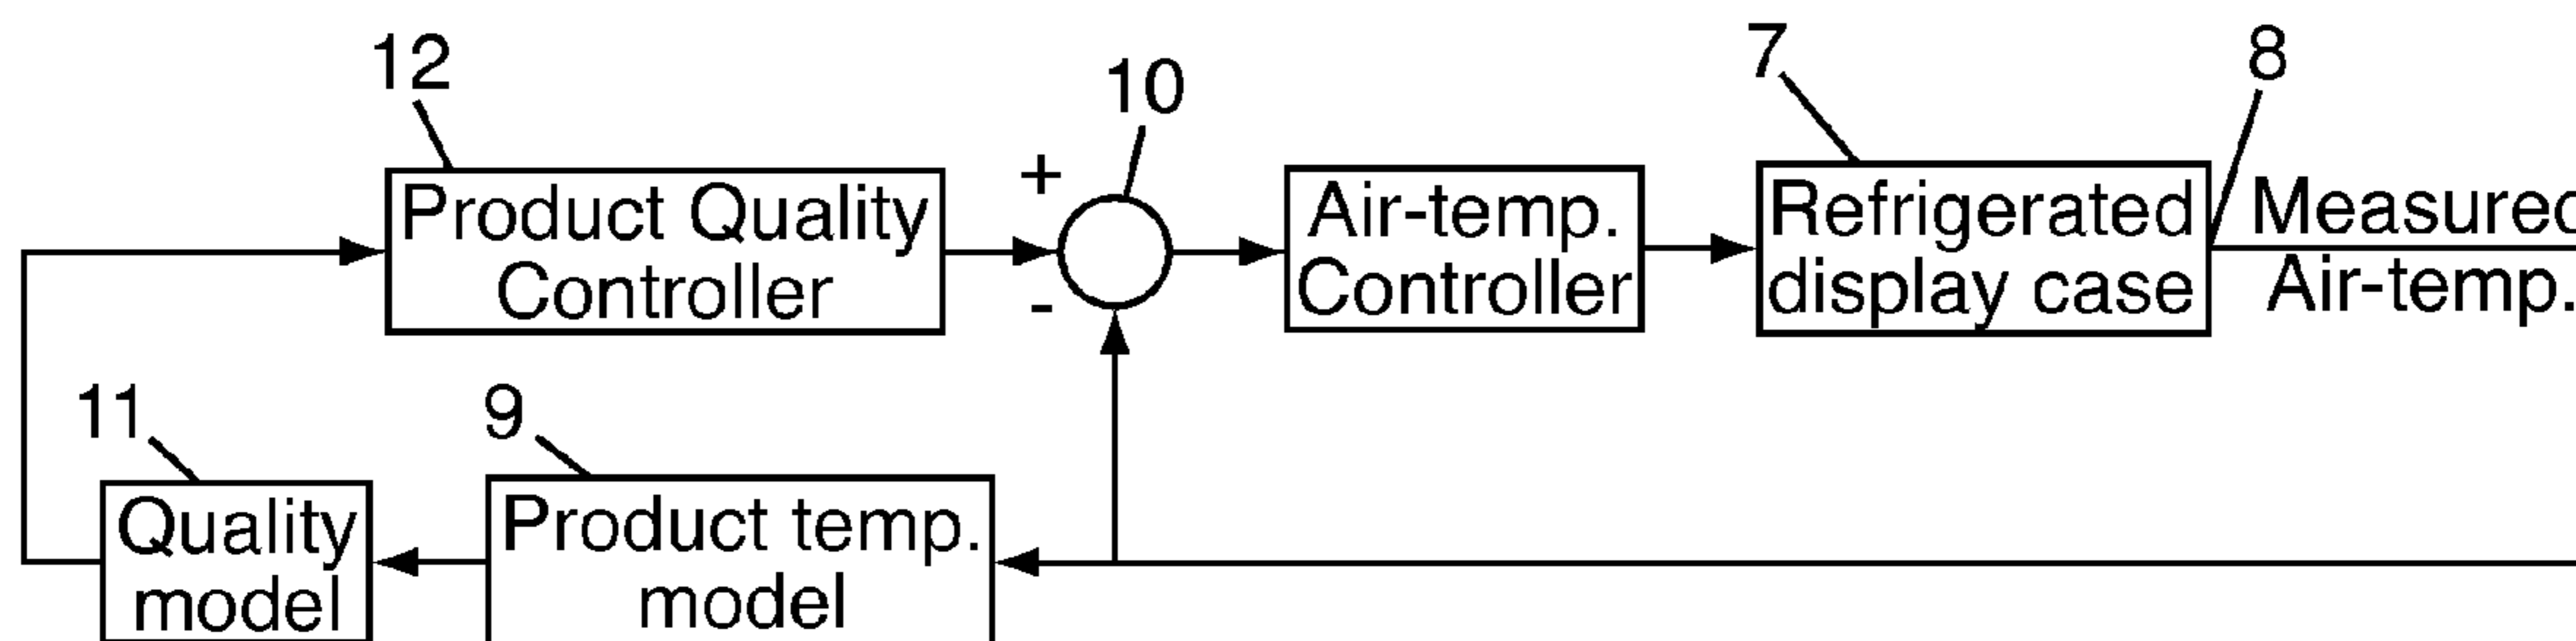 12
10
7
8
+
Product Quality
Controller
-
Air-temp.
Controller
Refrigerated
display case
Measured
Air-temp.
11
9
Quality
model
Product temp.
model